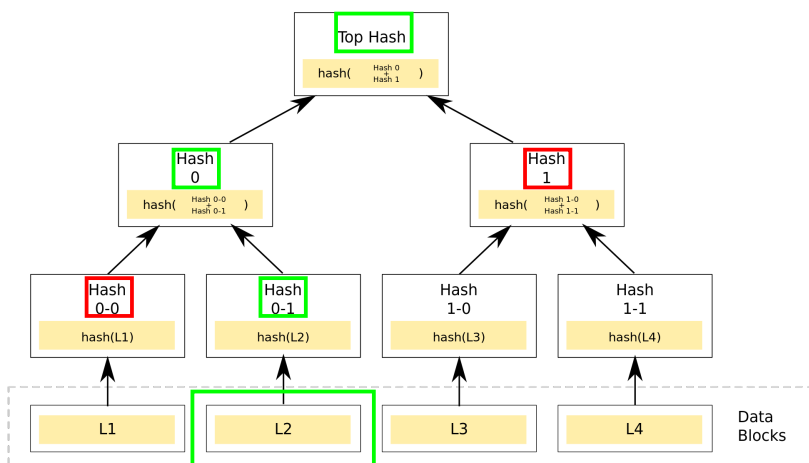 Top Hash
hash( Hash 0 + Hash 1 )
Hash
0
hash( Hash 0-0 + Hash 0-1 )
Hash
1
hash( Hash 1-0 + Hash 1-1 )
Hash
0-0
hash(L1)
Hash
0-1
hash(L2)
Hash
1-0
hash(L3)
Hash
1-1
hash(L4)
L1
L2
L3
L4
Data
Blocks